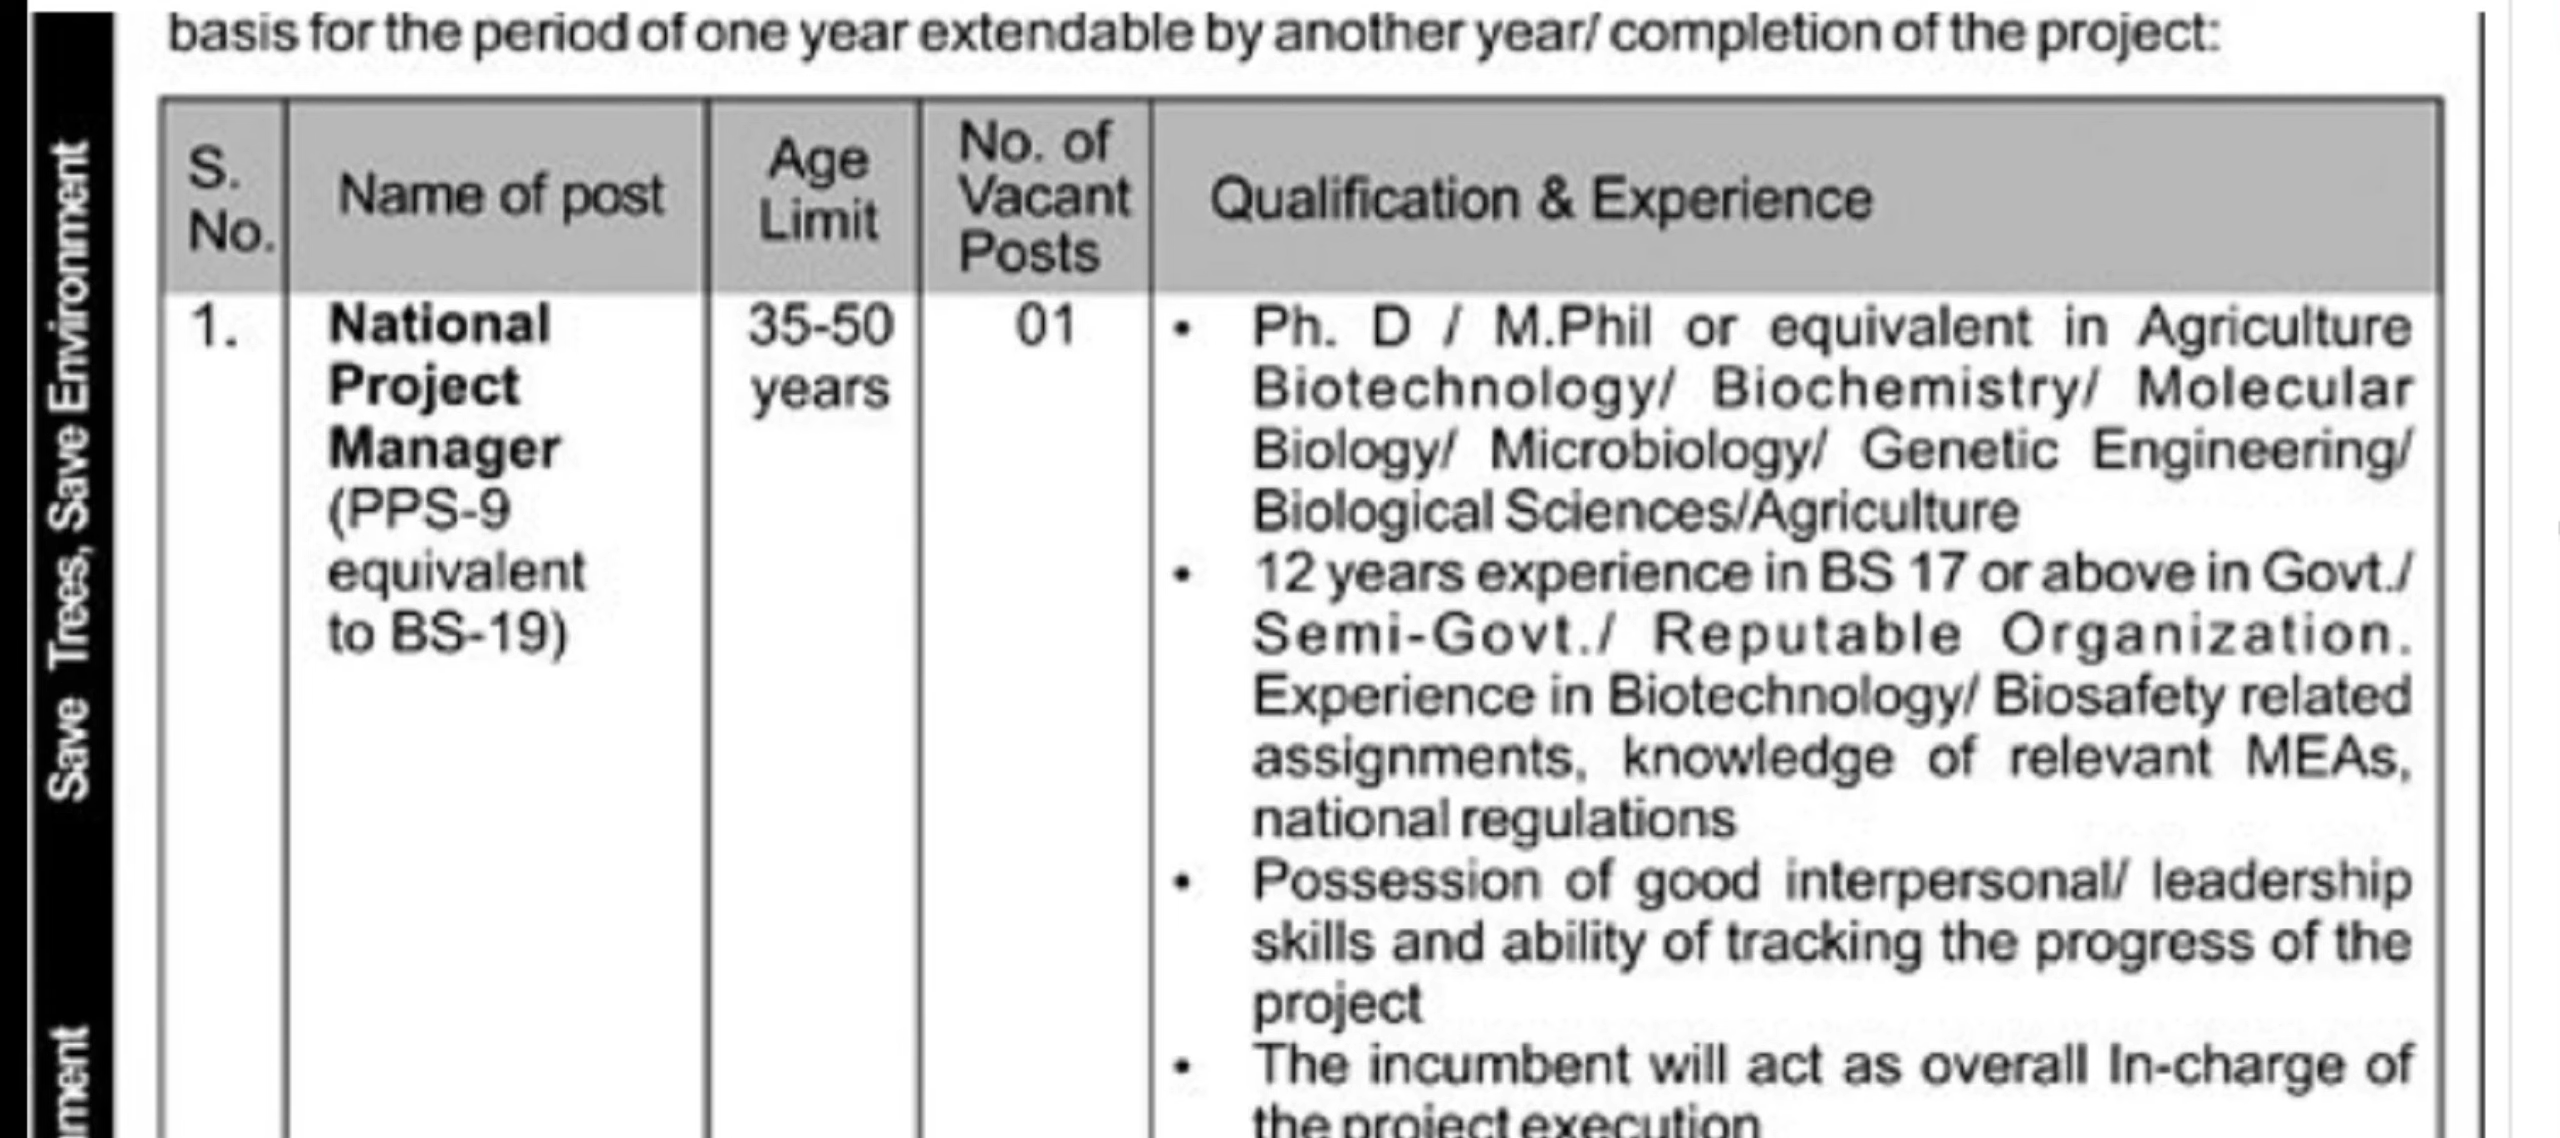 basis for the period of one year extendable by another year/ completion of the project:
S.
No.
Name of post
Age
Limit
No. of
Vacant
Posts
Qualification & Experience
1.
National
Project
Manager
(PPS-9
equivalent
to BS-19)
35-50
years
01
• Ph. D / M.Phil or equivalent in Agriculture
Biotechnology/ Biochemistry/ Molecular
Biology/ Microbiology/ Genetic Engineering/
Biological Sciences/Agriculture
• 12 years experience in BS 17 or above in Govt./
Semi-Govt./ Reputable Organization.
Experience in Biotechnology/ Biosafety related
assignments, knowledge of relevant MEAs,
national regulations
• Possession of good interpersonal/ leadership
skills and ability of tracking the progress of the
project
• The incumbent will act as overall In-charge of
the project execution
Save Trees, Save Environment